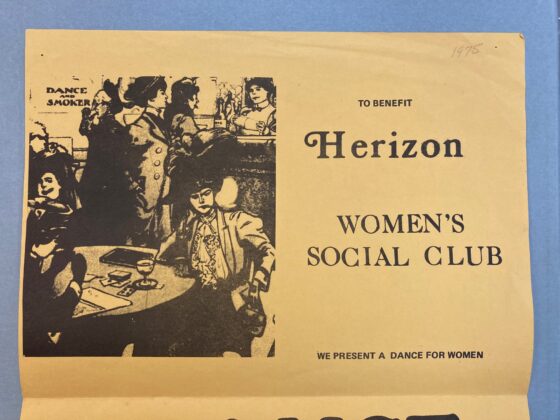 1975
DANCE
AND
SMOKER
TO BENEFIT
Herizon
WOMEN'S
SOCIAL CLUB
WE PRESENT A DANCE FOR WOMEN